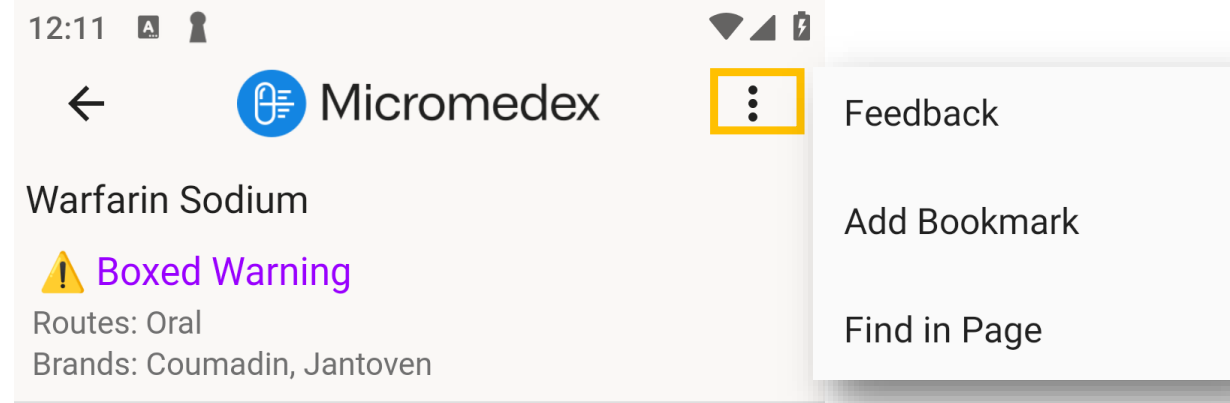 12:11
Micromedex
Warfarin Sodium
Boxed Warning
Routes: Oral
Brands: Coumadin, Jantoven
Feedback
Add Bookmark
Find in Page